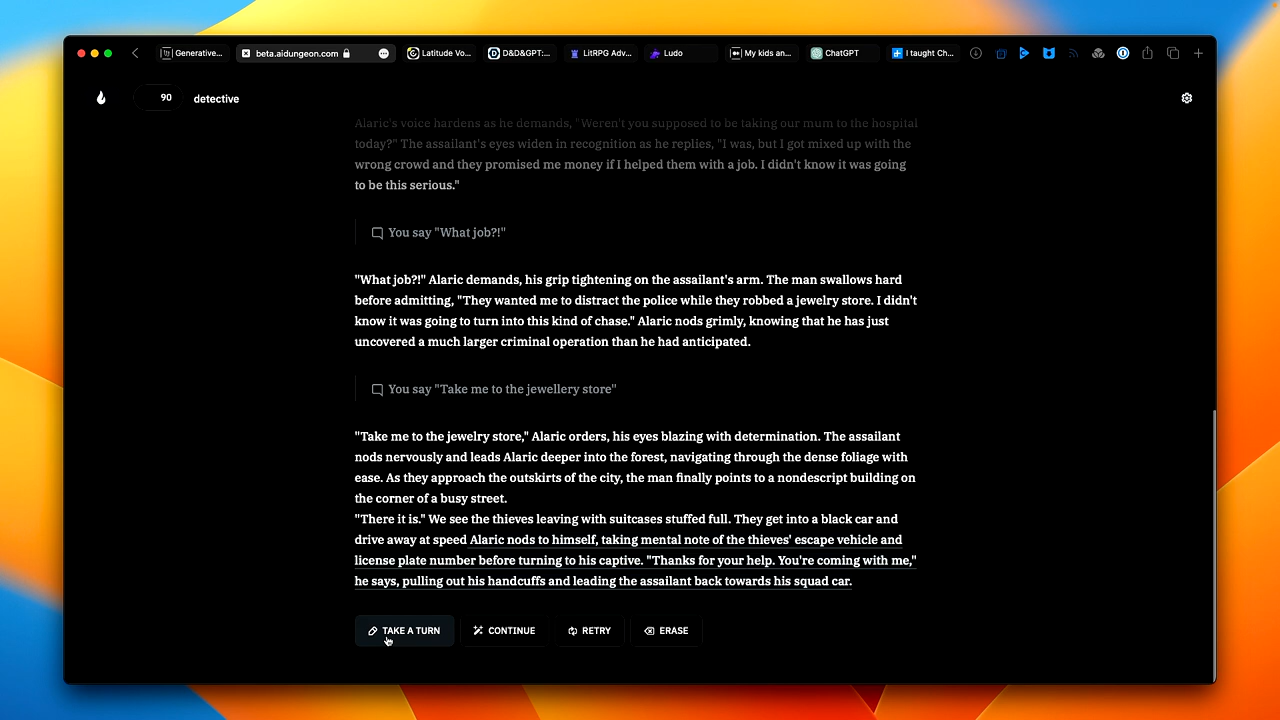 Generative...
beta.aidungeon.com
Latitude Vo...
D&D&GPT:...
LitRPG Adv...
Ludo
My kids an...
ChatGPT
I taught Ch...
90
detective
Alaric's voice hardens as he demands, "Weren't you supposed to be taking our mum to the hospital
today?" The assailant's eyes widen in recognition as he replies, "I was, but I got mixed up with the
wrong crowd and they promised me money if I helped them with a job. I didn't know it was going
to be this serious."
You say "What job?!"
"What job?!" Alaric demands, his grip tightening on the assailant's arm. The man swallows hard
before admitting, "They wanted me to distract the police while they robbed a jewelry store. I didn't
know it was going to turn into this kind of chase." Alaric nods grimly, knowing that he has just
uncovered a much larger criminal operation than he had anticipated.
You say "Take me to the jewellery store"
"Take me to the jewelry store," Alaric orders, his eyes blazing with determination. The assailant
nods nervously and leads Alaric deeper into the forest, navigating through the dense foliage with
ease. As they approach the outskirts of the city, the man finally points to a nondescript building on
the corner of a busy street.
"There it is." We see the thieves leaving with suitcases stuffed full. They get into a black car and
drive away at speed Alaric nods to himself, taking mental note of the thieves' escape vehicle and
license plate number before turning to his captive. "Thanks for your help. You're coming with me,"
he says, pulling out his handcuffs and leading the assailant back towards his squad car.
TAKE A TURN
CONTINUE
RETRY
ERASE